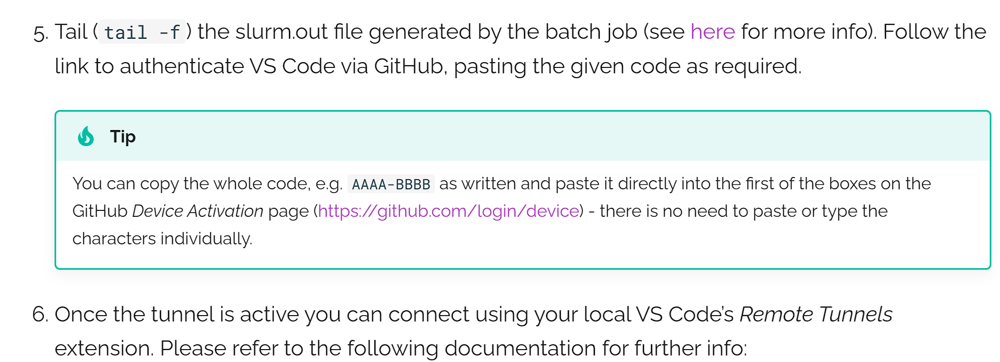 5. Tail (tail -f) the slurm.out file generated by the batch job (see here for more info). Follow the
link to authenticate VS Code via GitHub, pasting the given code as required.
Tip
You can copy the whole code, e.g. AAAA-BBBB as written and paste it directly into the first of the boxes on the
GitHub Device Activation page (https://github.com/login/device) - there is no need to paste or type the
characters individually.
6. Once the tunnel is active you can connect using your local VS Code’s Remote Tunnels
extension. Please refer to the following documentation for further info: